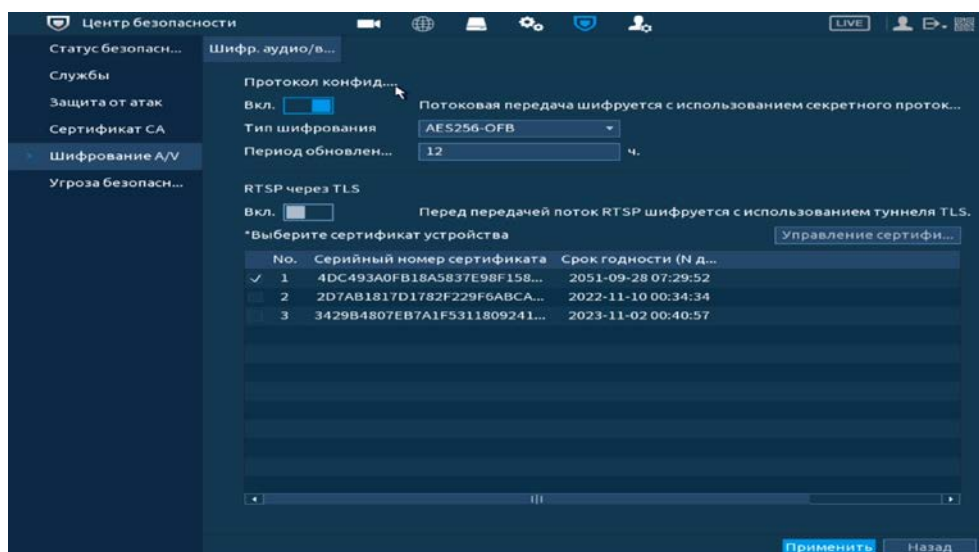 Центр безопасности LIVE
Статус безопасн...
Службы
Защита от атак
Сертификат CA
Шифрование A/V
Угроза безопасн...
Шифр. аудио/в...
Протокол конфид...
Вкл. Потоковая передача шифруется с использованием секретного проток...
Тип шифрования AES256-OFB
Период обновлен... 12 ч.
RTSP через TLS
Вкл. Перед передачей поток RTSP шифруется с использованием туннеля TLS.
*Выберите сертификат устройства Управление сертифи...
No. Серийный номер сертификата Срок годности (N д...
1 4DC493A0FB18A5837E98F158... 2051-09-28 07:29:52
2 2D7AB1817D1782F229F6ABCA... 2022-11-10 00:34:34
3 3429B4807EB7A1F5311809241... 2023-11-02 00:40:57
Применить Назад